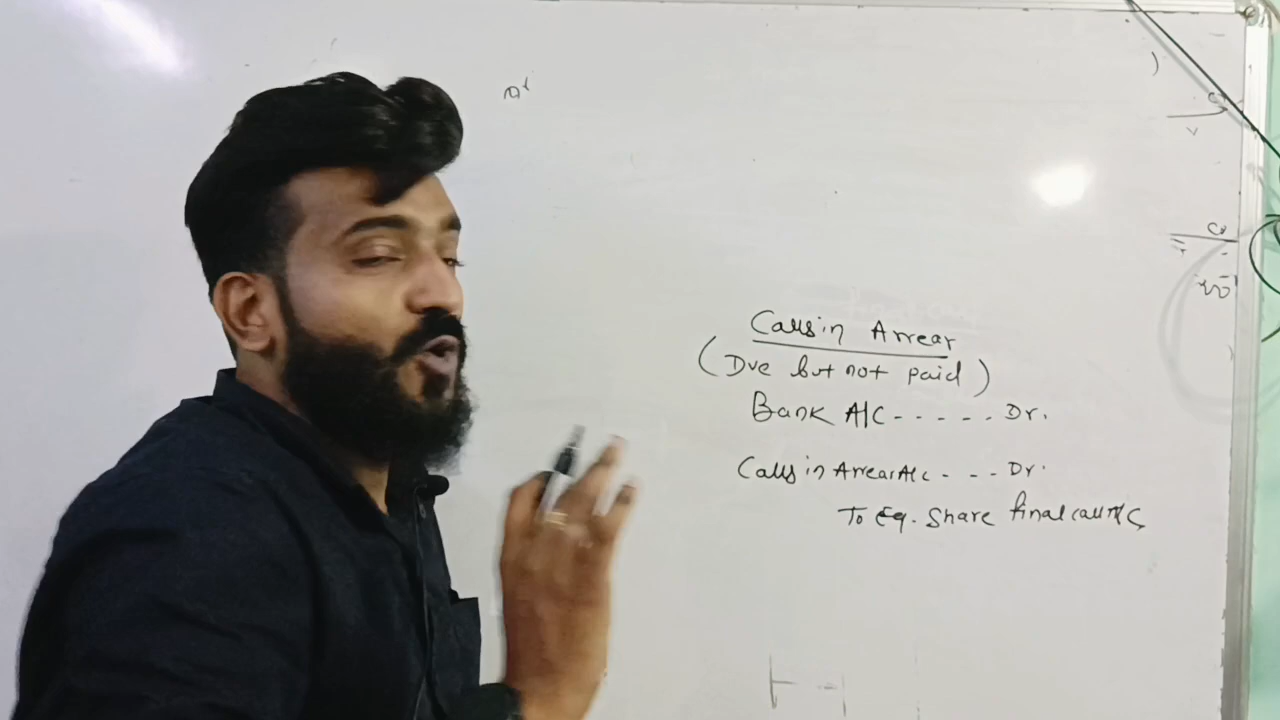 Calls in Arrear
(Due but not paid)
Bank A/C - - - - - Dr.
Calls in Arrear A/c - - - Dr.
To Eq. Share final call A/C